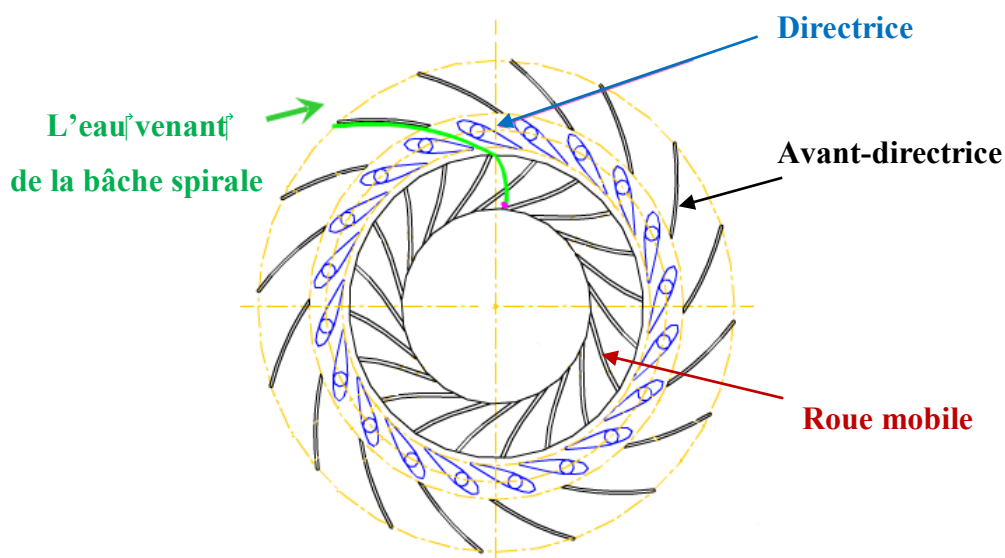 Directrice
L'eau venant
de la bâche spirale
Avant-directrice
Roue mobile